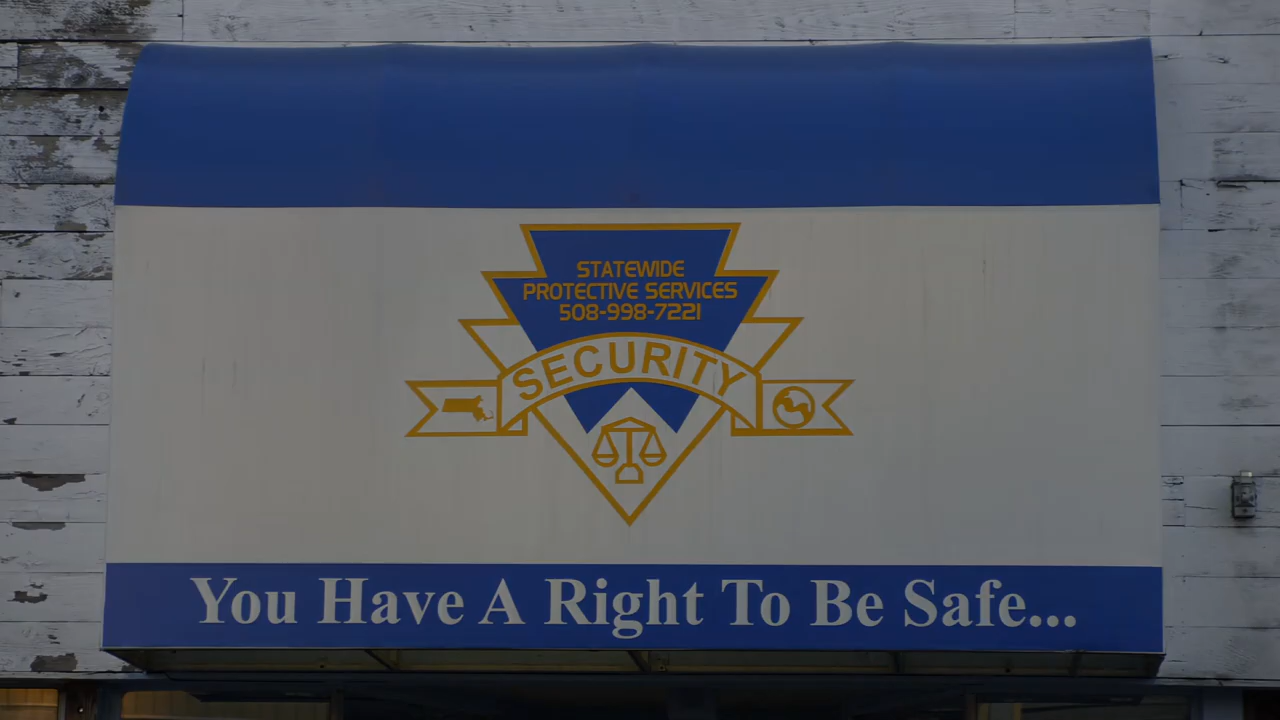 STATEWIDE
PROTECTIVE SERVICES
508-998-7221
SECURITY
You Have A Right To Be Safe...